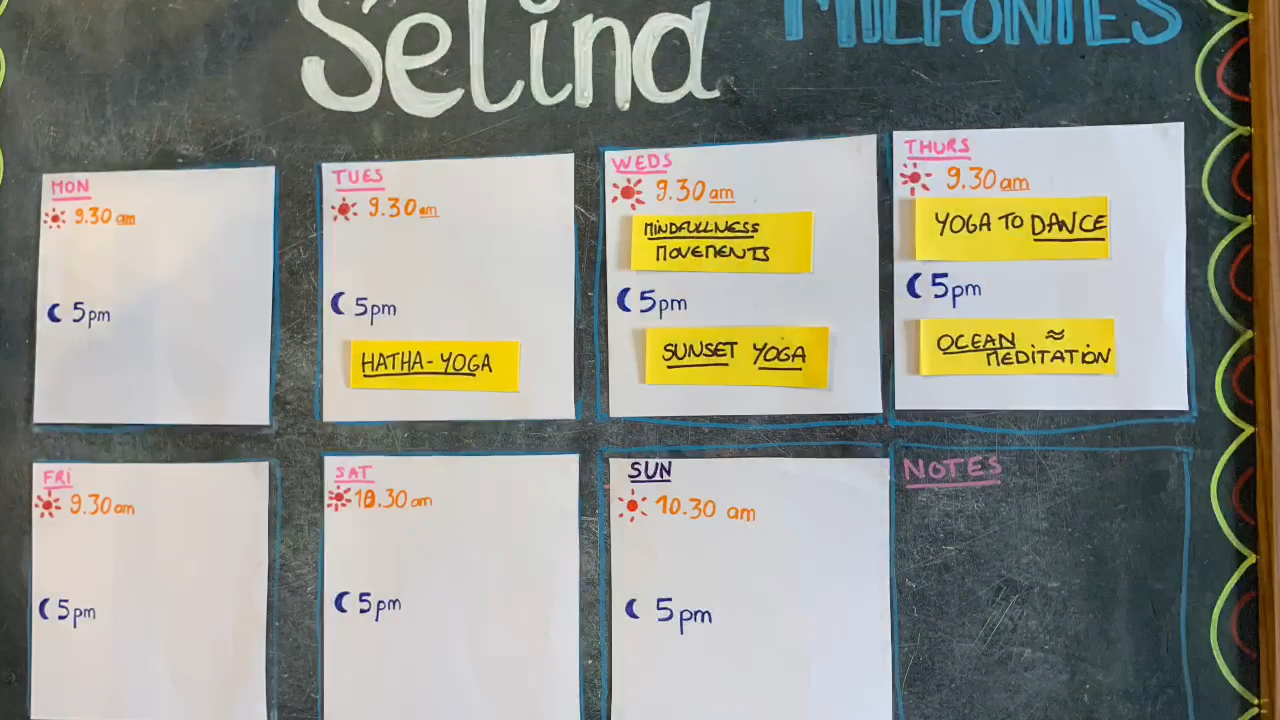 Selina MILFONTES
MON
9.30 am
5pm
TUES
9.30 am
5pm
HATHA-YOGA
WEDS
9.30 am
MINDFULLNESS
MOVEMENTS
5pm
SUNSET YOGA
THURS
9.30 am
YOGA TO DANCE
5pm
OCEAN ≈
MEDITATION
FRI
9.30 am
5pm
SAT
10.30 am
5pm
SUN
10.30 am
5pm
NOTES